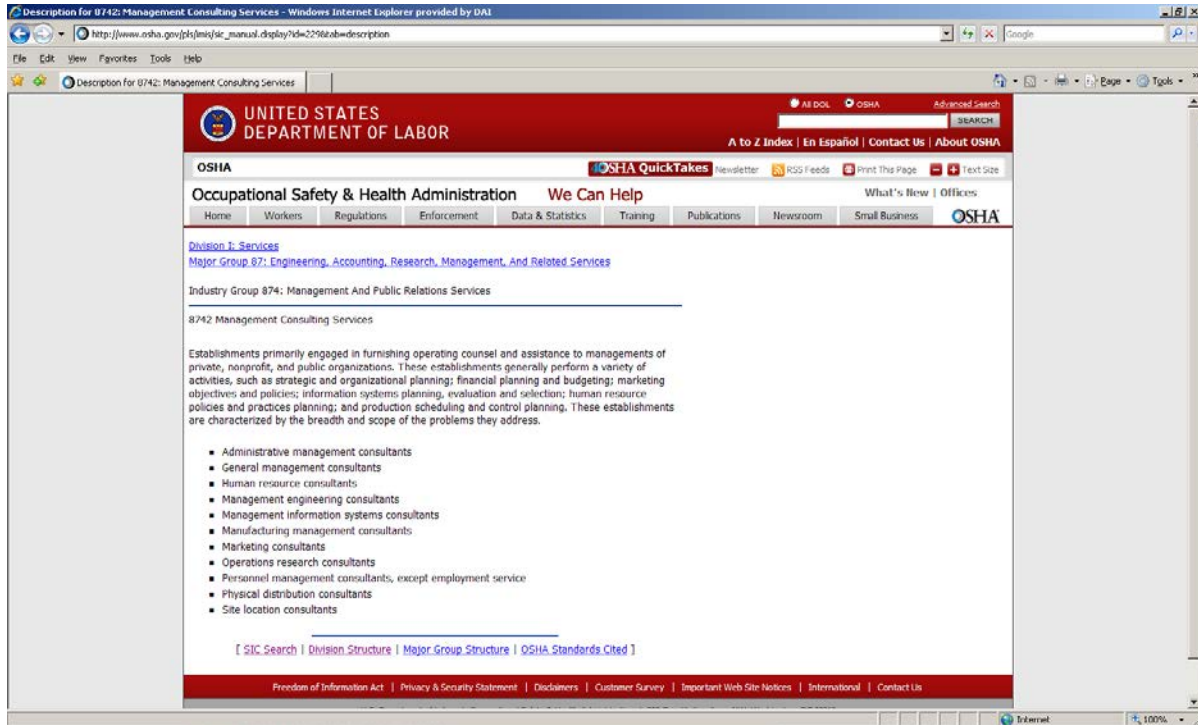 Description for 8742: Management Consulting Services - Windows Internet Explorer provided by DAI
http://www.osha.gov/pls/imis/sic_manual.display?id=229&tab=description
Google
File Edit View Favorites Tools Help
Description for 8742: Management Consulting Services
Page Tools
UNITED STATES
DEPARTMENT OF LABOR
All DOL OSHA Advanced Search
SEARCH
A to Z Index | En Español | Contact Us | About OSHA
OSHA
OSHA QuickTakes Newsletter RSS Feeds Print This Page Text Size
Occupational Safety & Health Administration We Can Help
What's New | Offices
Home Workers Regulations Enforcement Data & Statistics Training Publications Newsroom Small Business OSHA
Division I: Services
Major Group 87: Engineering, Accounting, Research, Management, And Related Services
Industry Group 874: Management And Public Relations Services
8742 Management Consulting Services
Establishments primarily engaged in furnishing operating counsel and assistance to managements of
private, nonprofit, and public organizations. These establishments generally perform a variety of
activities, such as strategic and organizational planning; financial planning and budgeting; marketing
objectives and policies; information systems planning, evaluation and selection; human resource
policies and practices planning; and production scheduling and control planning. These establishments
are characterized by the breadth and scope of the problems they address.
▪ Administrative management consultants
▪ General management consultants
▪ Human resource consultants
▪ Management engineering consultants
▪ Management information systems consultants
▪ Manufacturing management consultants
▪ Marketing consultants
▪ Operations research consultants
▪ Personnel management consultants, except employment service
▪ Physical distribution consultants
▪ Site location consultants
[ SIC Search | Division Structure | Major Group Structure | OSHA Standards Cited ]
Freedom of Information Act | Privacy & Security Statement | Disclaimers | Customer Survey | Important Web Site Notices | International | Contact Us
Internet 100%